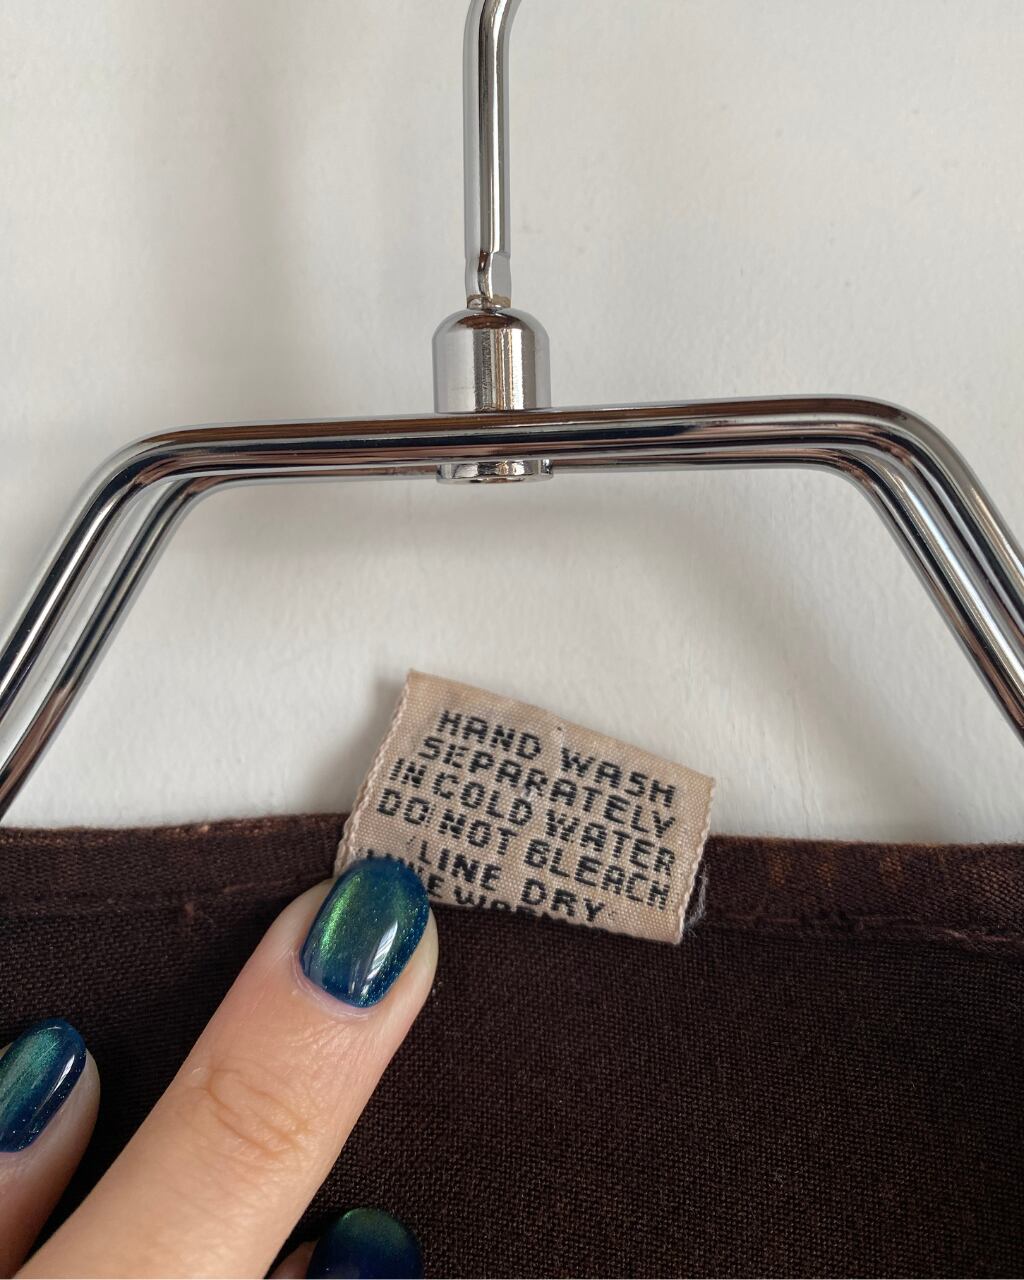 HAND WASH
SEPARATELY
IN COLD WATER
DO NOT BLEACH
LINE DRY